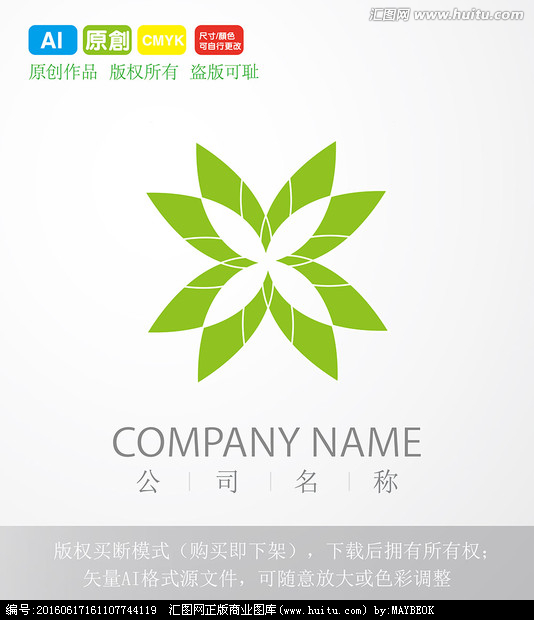 汇图网 www.huitu.com
AI 原創 CMYK 尺寸/颜色
可自行更改
原创作品 版权所有 盗版可耻
COMPANY NAME
公 | 司 | 名 | 称
版权买断模式（购买即下架），下载后拥有所有权；
矢量AI格式源文件，可随意放大或色彩调整
编号:20160617161107744119 汇图网正版商业图库(www.huitu.com) by:MAYBEOK